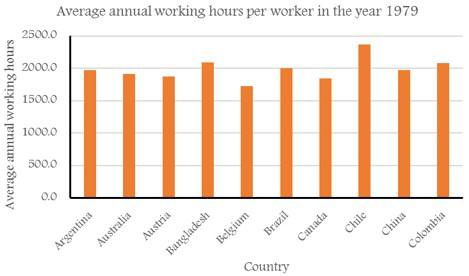 Average annual working hours per worker in the year 1979
Average annual working hours
2500.0
2000.0
1500.0
1000.0
500.0
0.0
Argentina
Australia
Austria
Bangladesh
Belgium
Brazil
Canada
Chile
China
Colombia
Country